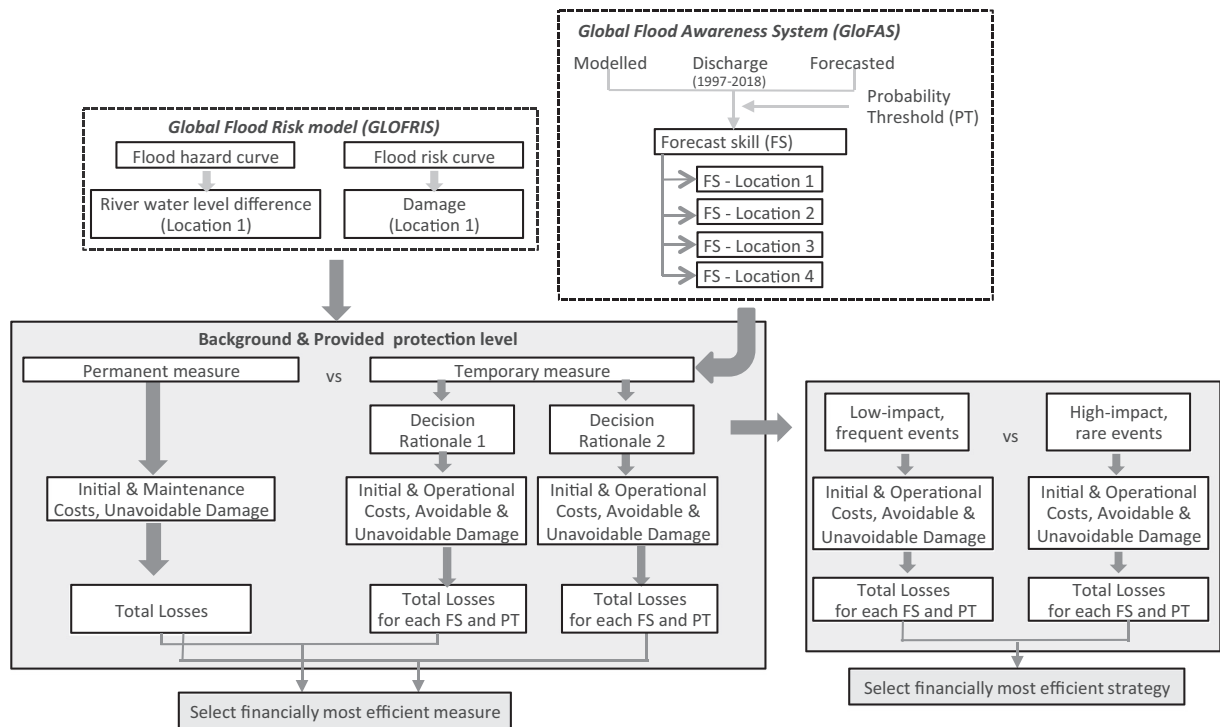 Global Flood Awareness System (GloFAS)
Modelled
Discharge
(1997-2018)
Forecasted
Probability
Threshold (PT)
Forecast skill (FS)
FS - Location 1
FS - Location 2
FS - Location 3
FS - Location 4
Global Flood Risk model (GLOFRIS)
Flood hazard curve
Flood risk curve
River water level difference
(Location 1)
Damage
(Location 1)
Background & Provided protection level
Permanent measure
vs
Temporary measure
Decision
Rationale 1
Decision
Rationale 2
Initial & Maintenance
Costs, Unavoidable Damage
Initial & Operational
Costs, Avoidable &
Unavoidable Damage
Initial & Operational
Costs, Avoidable &
Unavoidable Damage
Total Losses
Total Losses
for each FS and PT
Total Losses
for each FS and PT
Select financially most efficient measure
Low-impact,
frequent events
vs
High-impact,
rare events
Initial & Operational
Costs, Avoidable &
Unavoidable Damage
Initial & Operational
Costs, Avoidable &
Unavoidable Damage
Total Losses
for each FS and PT
Total Losses
for each FS and PT
Select financially most efficient strategy